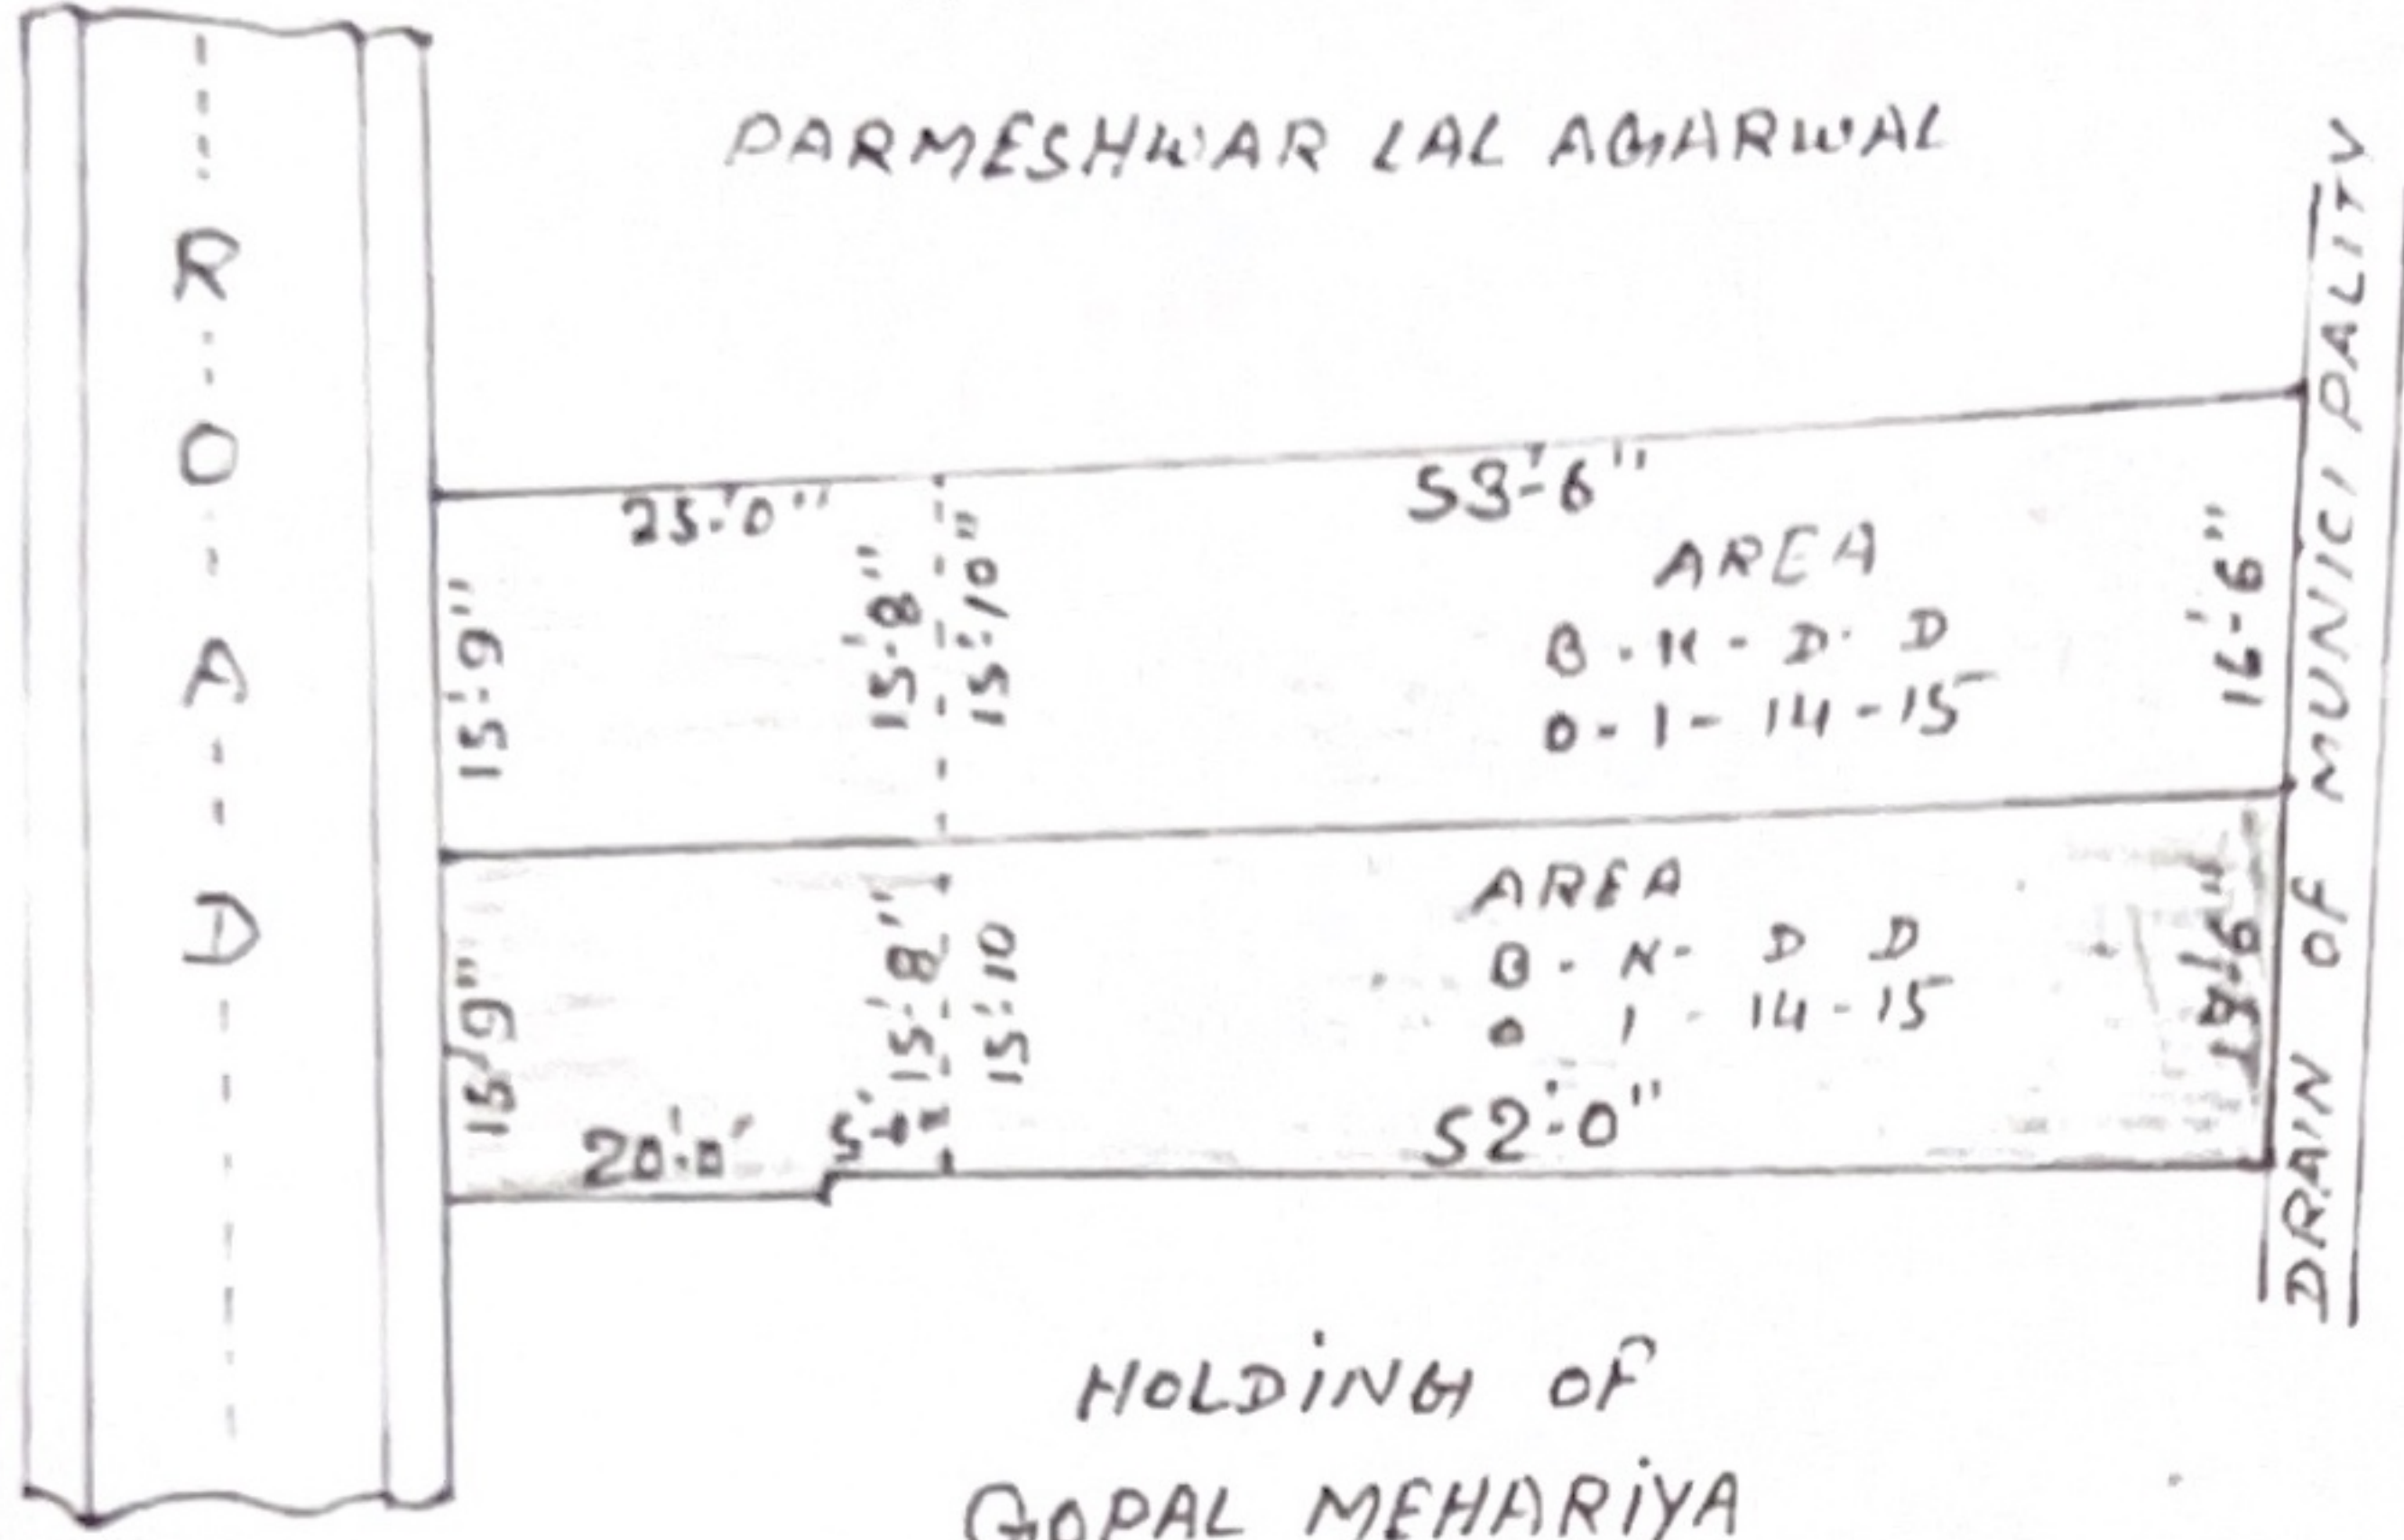 R O A D
PARMESHWAR LAL AGARWAL
25'-0"
53'-6"
15'-9"
15'-8"
15'-10"
AREA
B - K - D - D
0 - 1 - 14 - 15
16'-6"
15'-9"
15'-8"
15'-10
AREA
B - K - D D
0 1 - 14 - 15
20'-0"
52'-0"
DRAIN OF MUNICIPALITY
HOLDING OF
GOPAL MEHARIYA